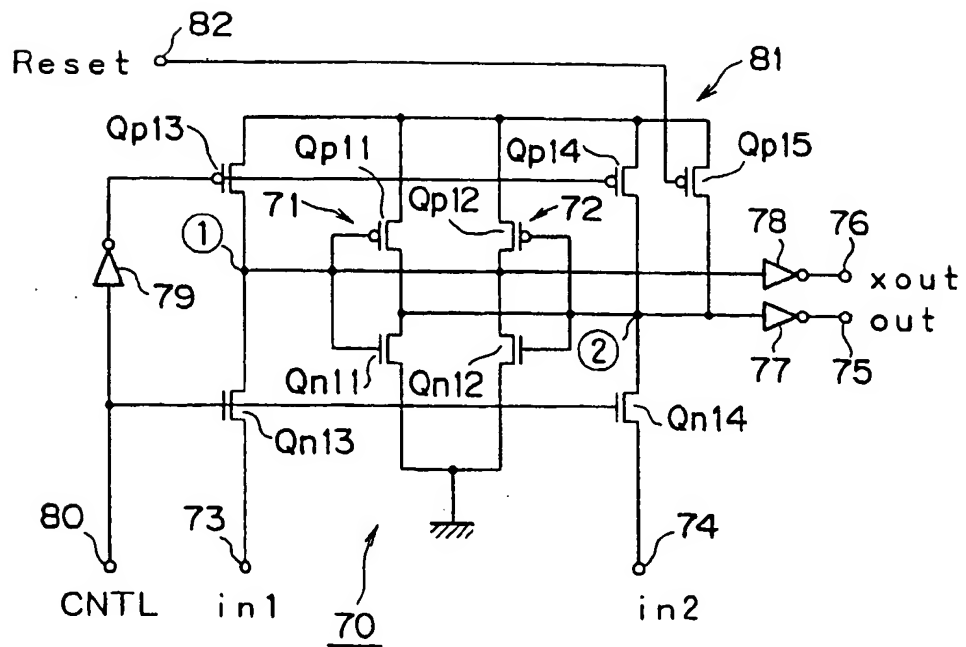 82
Reset
81
Qp13
Qp11
Qp14
Qp15
71
Qp12
72
78
76
①
79
xout
②
out
Qn11
Qn12
77
75
Qn13
Qn14
80
73
74
CNTL
in1
in2
70